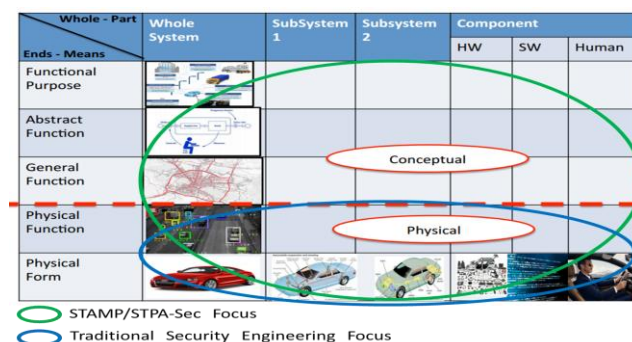 Whole - Part
Ends - Means
Whole
System
SubSystem
1
Subsystem
2
Component
HW
SW
Human
Functional
Purpose
Abstract
Function
General
Function
Conceptual
Physical
Function
Physical
Physical
Form
STAMP/STPA-Sec Focus
Traditional Security Engineering Focus